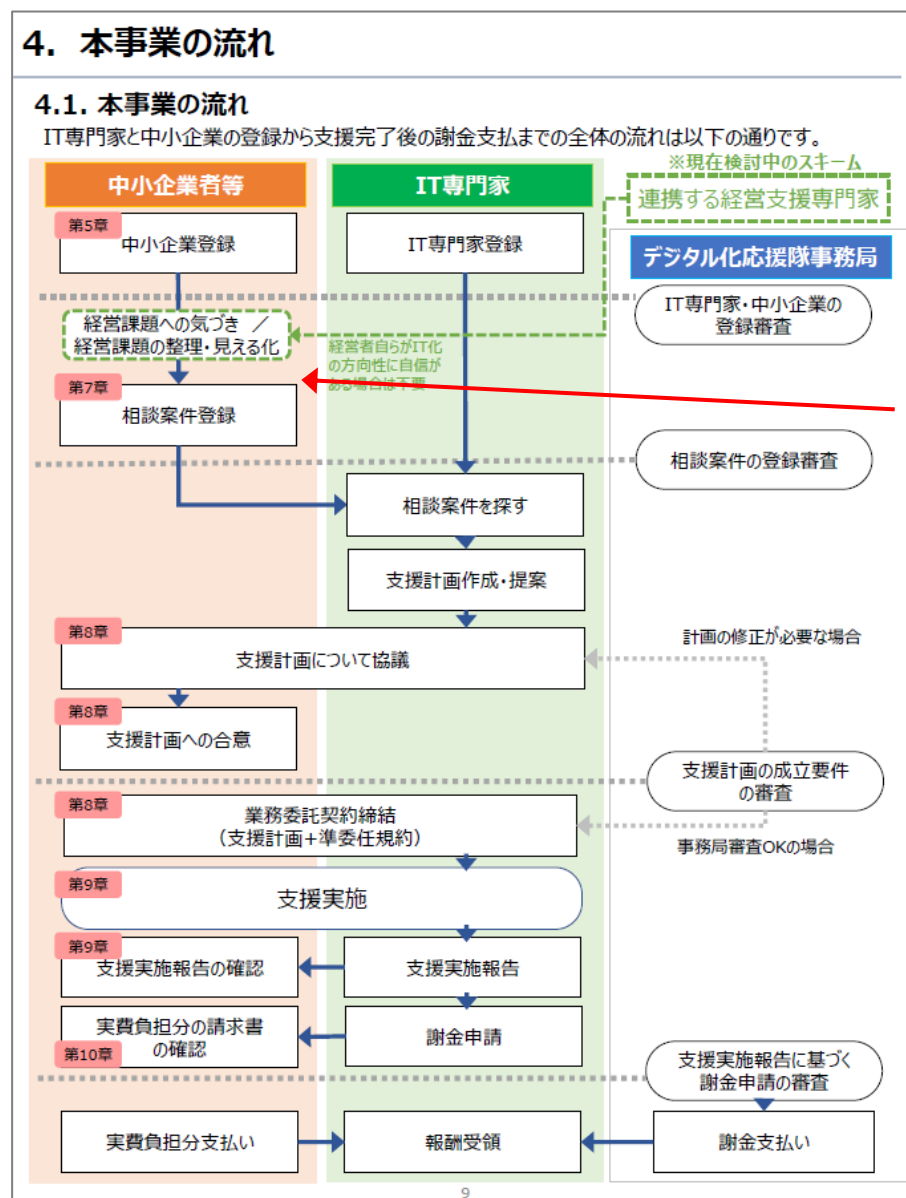 4. 本事業の流れ
4.1. 本事業の流れ
IT専門家と中小企業の登録から支援完了後の謝金支払までの全体の流れは以下の通りです。
※現在検討中のスキーム
中小企業者等
IT専門家
連携する経営支援専門家
第5章
中小企業登録
IT専門家登録
デジタル化応援隊事務局
IT専門家・中小企業の
登録審査
経営課題への気づき ／
経営課題の整理・見える化
経営者自らがIT化
の方向性に自信が
ある場合は不要
第7章
相談案件登録
相談案件の登録審査
相談案件を探す
支援計画作成・提案
第8章
支援計画について協議
計画の修正が必要な場合
第8章
支援計画への合意
支援計画の成立要件
の審査
第8章
業務委託契約締結
（支援計画+準委任規約）
事務局審査OKの場合
第9章
支援実施
第9章
支援実施報告の確認
支援実施報告
実費負担分の請求書
の確認
第10章
謝金申請
支援実施報告に基づく
謝金申請の審査
実費負担分支払い
報酬受領
謝金支払い
9